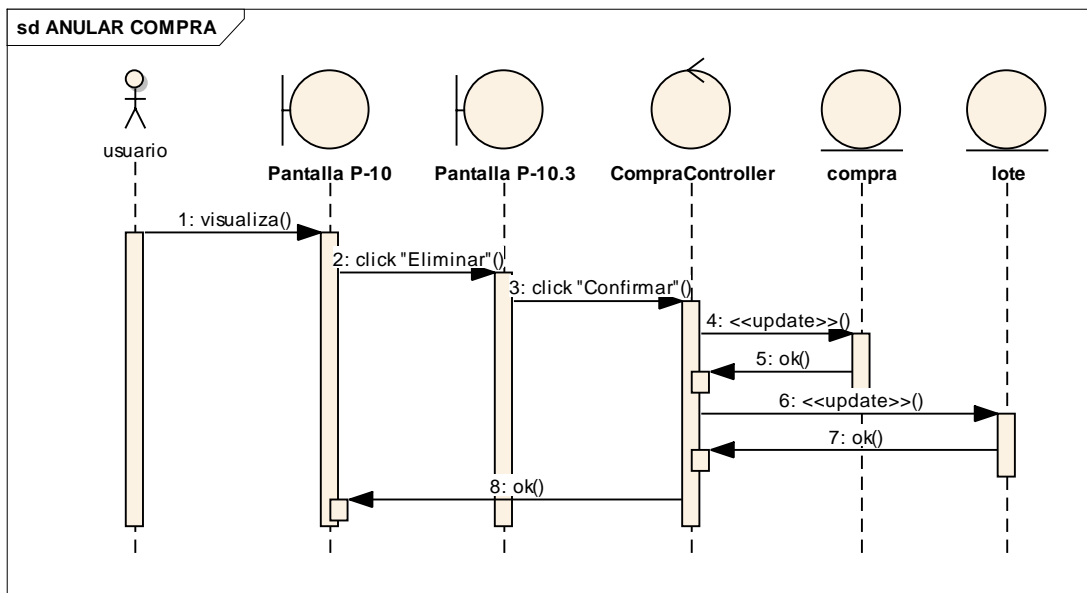 sd ANULAR COMPRA
usuario
Pantalla P-10
Pantalla P-10.3
CompraController
compra
lote
1: visualiza()
2: click "Eliminar"()
3: click "Confirmar"()
4: <<update>>()
5: ok()
6: <<update>>()
7: ok()
8: ok()